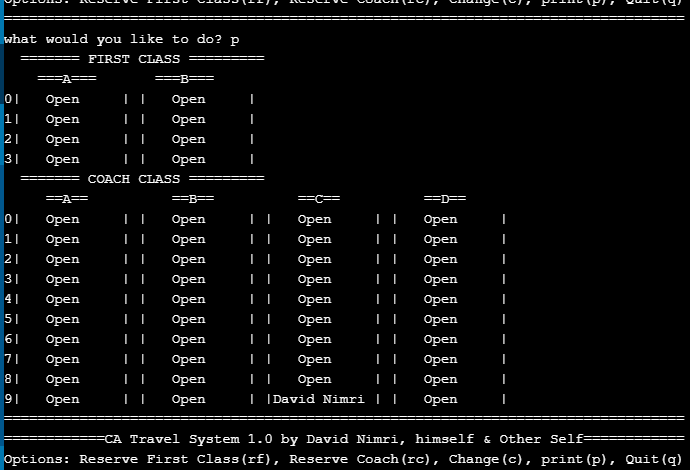 Options: Reserve First Class(rf), Reserve Coach(rc), Change(c), print(p), Quit(q)
=================================================================================
what would you like to do? p
  ======= FIRST CLASS =========
    ===A===       ===B===
0|   Open     | |   Open     |
1|   Open     | |   Open     |
2|   Open     | |   Open     |
3|   Open     | |   Open     |
  ======= COACH CLASS =========
     ==A==          ==B==          ==C==          ==D==
0|   Open     | |   Open     | |   Open     | |   Open     |
1|   Open     | |   Open     | |   Open     | |   Open     |
2|   Open     | |   Open     | |   Open     | |   Open     |
3|   Open     | |   Open     | |   Open     | |   Open     |
4|   Open     | |   Open     | |   Open     | |   Open     |
5|   Open     | |   Open     | |   Open     | |   Open     |
6|   Open     | |   Open     | |   Open     | |   Open     |
7|   Open     | |   Open     | |   Open     | |   Open     |
8|   Open     | |   Open     | |   Open     | |   Open     |
9|   Open     | |   Open     | |David Nimri | |   Open     |
=================================================================================
============CA Travel System 1.0 by David Nimri, himself & Other Self============
Options: Reserve First Class(rf), Reserve Coach(rc), Change(c), print(p), Quit(q)